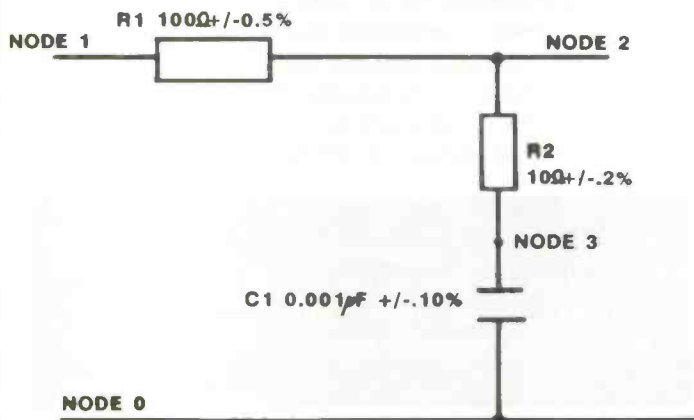 R1 100Ω+/-0.5%
NODE 1
NODE 2
R2
10Ω+/-.2%
NODE 3
C1 0.001µF +/-.10%
NODE 0